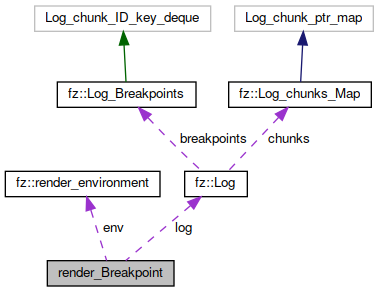 Log_chunk_ID_key_deque
Log_chunk_ptr_map
fz::Log_Breakpoints
fz::Log_chunks_Map
breakpoints
chunks
fz::render_environment
fz::Log
env
log
render_Breakpoint